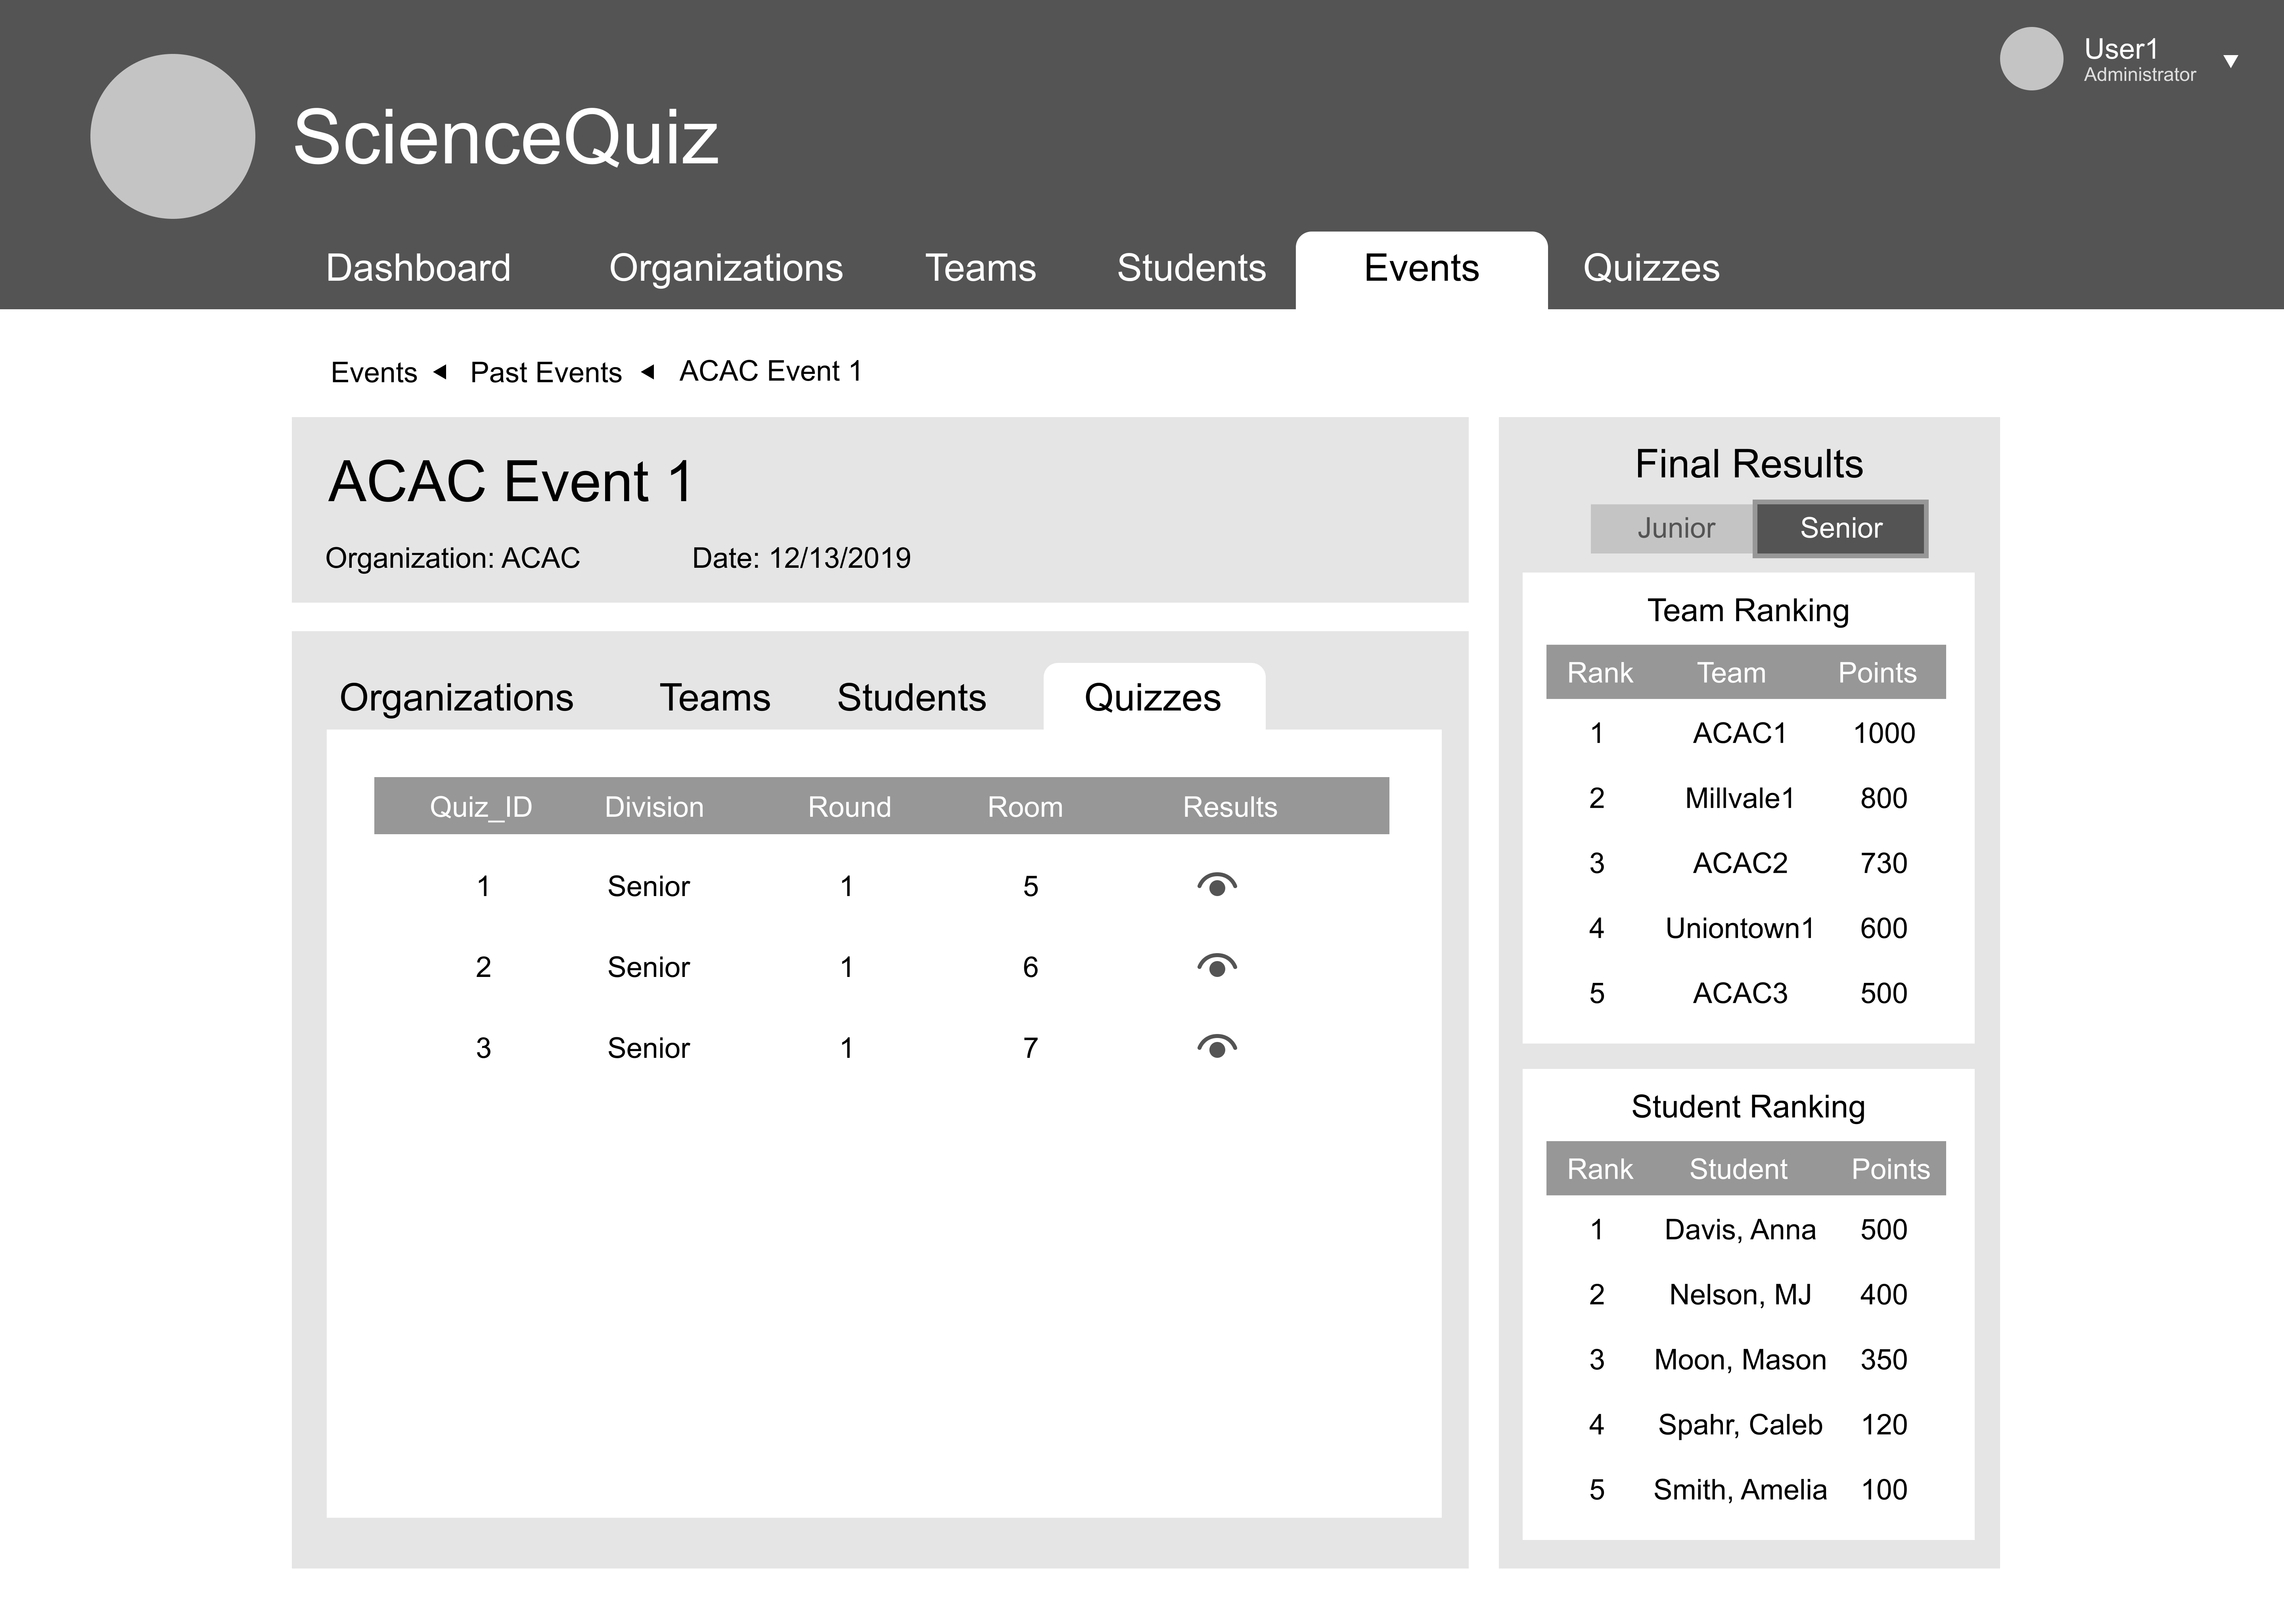 User1
Administrator
ScienceQuiz
Dashboard Organizations Teams Students Events Quizzes
Events Past Events ACAC Event 1
ACAC Event 1
Organization: ACAC Date: 12/13/2019
Organizations Teams Students Quizzes
Quiz_ID Division Round Room Results
1 Senior 1 5
2 Senior 1 6
3 Senior 1 7
Final Results
Junior Senior
Team Ranking
Rank Team Points
1 ACAC1 1000
2 Millvale1 800
3 ACAC2 730
4 Uniontown1 600
5 ACAC3 500
Student Ranking
Rank Student Points
1 Davis, Anna 500
2 Nelson, MJ 400
3 Moon, Mason 350
4 Spahr, Caleb 120
5 Smith, Amelia 100